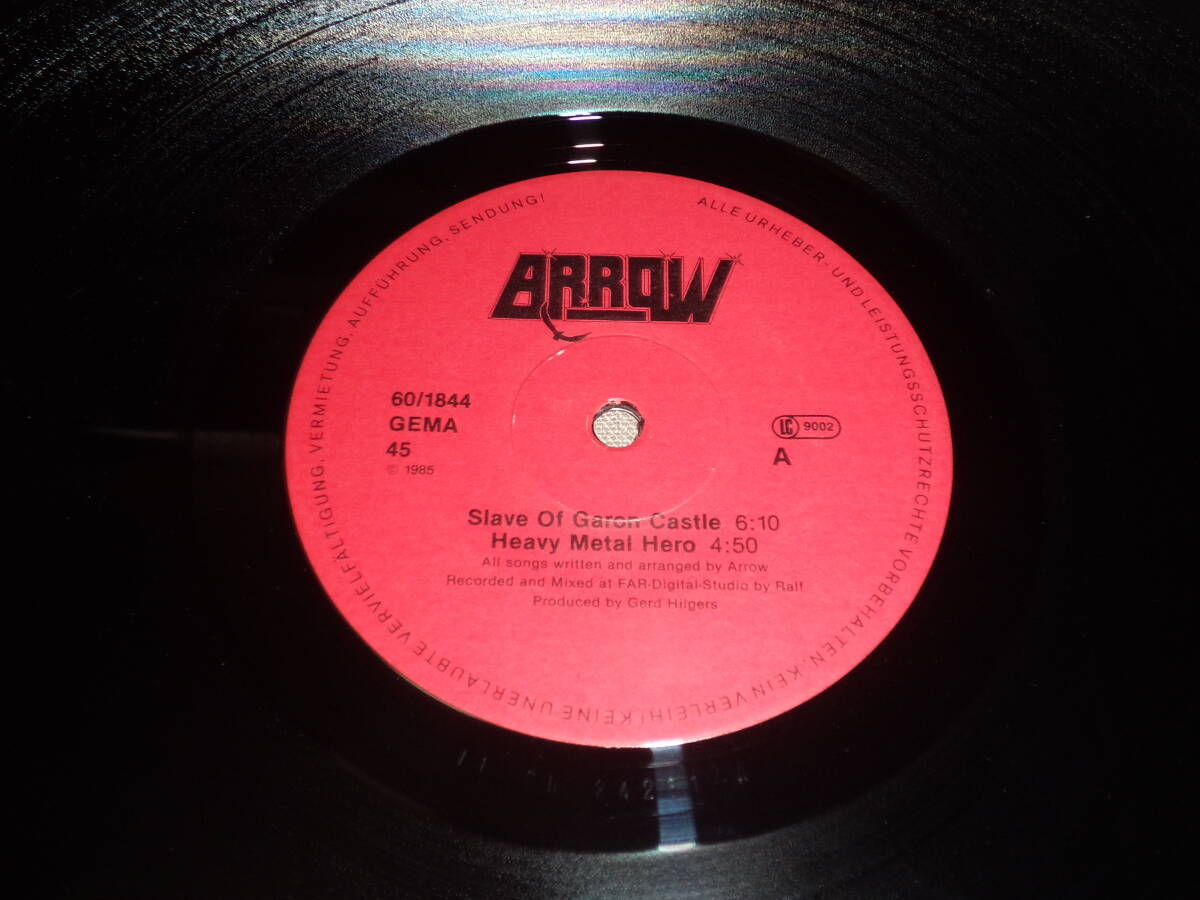 ARROW
60/1844
GEMA
45
© 1985
LC 9002
A
Slave Of Garon Castle 6:10
Heavy Metal Hero 4:50
All songs written and arranged by Arrow
Recorded and Mixed at FAR-Digital-Studio by Ralf
Produced by Gerd Hilgers
ALLE URHEBER- UND LEISTUNGSSCHUTZRECHTE VORBEHALTEN, KEIN VERLEIH! KEINE UNERLAUBTE VERVIELFÄLTIGUNG, VERMIETUNG, AUFFÜHRUNG, SENDUNG!